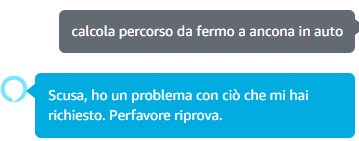 calcola percorso da fermo a ancona in auto
Scusa, ho un problema con ciò che mi hai
richiesto. Perfavore riprova.